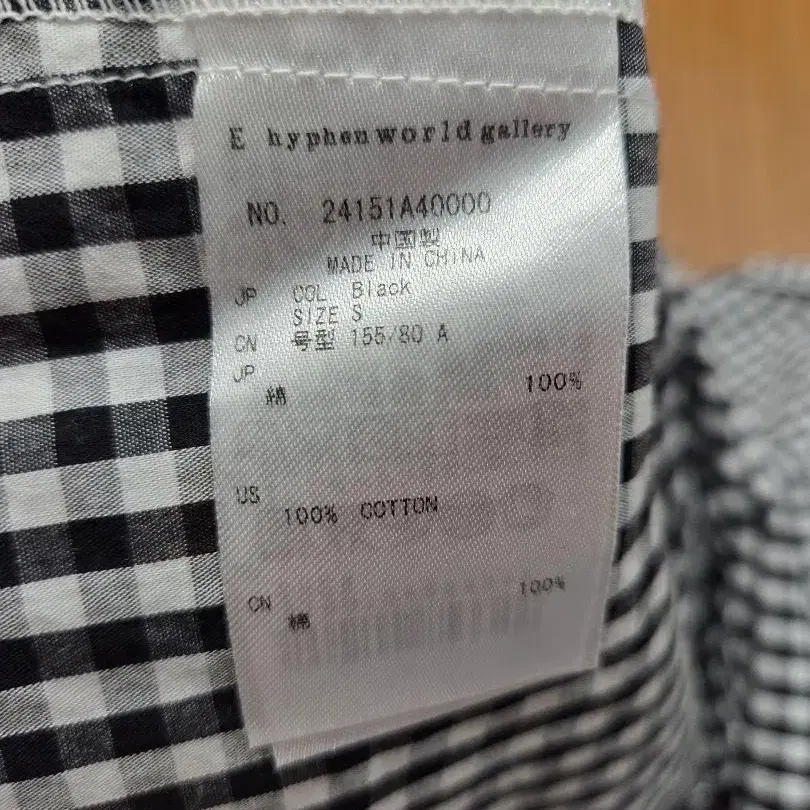 E hyphen world gallery
NO. 24151A40000
中国製
MADE IN CHINA
JP COL Black
SIZE S
CN 号型 155/80 A
JP
綿 100%
US
100% COTTON
CN
棉 100%